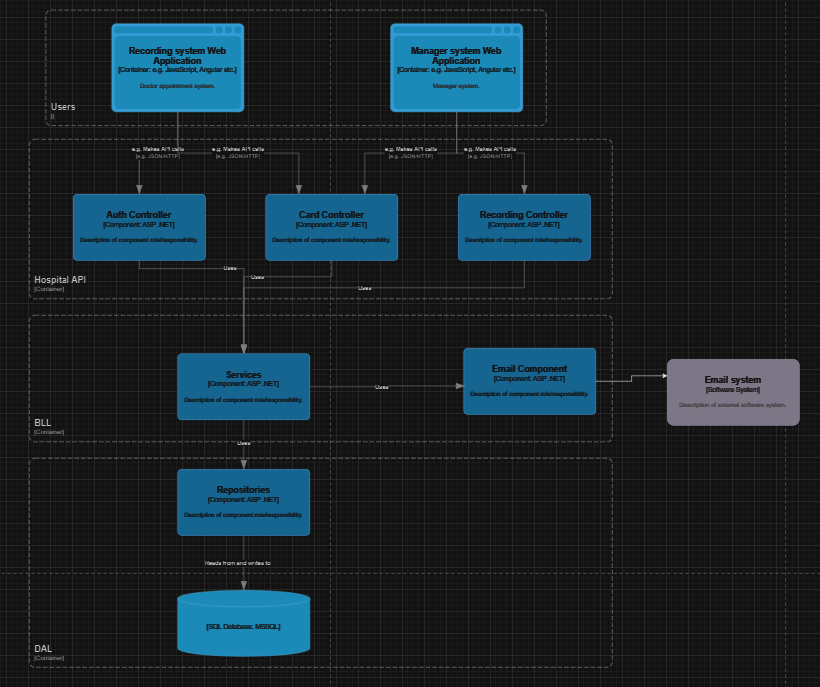 Recording system Web
Application
[Container: e.g. JavaScript, Angular etc.]
Doctor appointment system.
Manager system Web
Application
[Container: e.g. JavaScript, Angular etc.]
Manager system.
Users
[]
e.g. Makes API calls
[e.g. JSON/HTTP]
e.g. Makes API calls
[e.g. JSON/HTTP]
e.g. Makes API calls
[e.g. JSON/HTTP]
e.g. Makes API calls
[e.g. JSON/HTTP]
Auth Controller
[Component: ASP .NET]
Description of component role/responsibility.
Card Controller
[Component: ASP .NET]
Description of component role/responsibility.
Recording Controller
[Component: ASP .NET]
Description of component role/responsibility.
Uses
Uses
Uses
Hospital API
[Container]
Services
[Component: ASP .NET]
Description of component role/responsibility.
Uses
Email Component
[Component: ASP .NET]
Description of component role/responsibility.
Email system
[Software System]
Description of external software system.
BLL
[Container]
Uses
Repositories
[Component: ASP .NET]
Description of component role/responsibility.
Reads from and writes to
[SQL Database: MSSQL]
DAL
[Container]